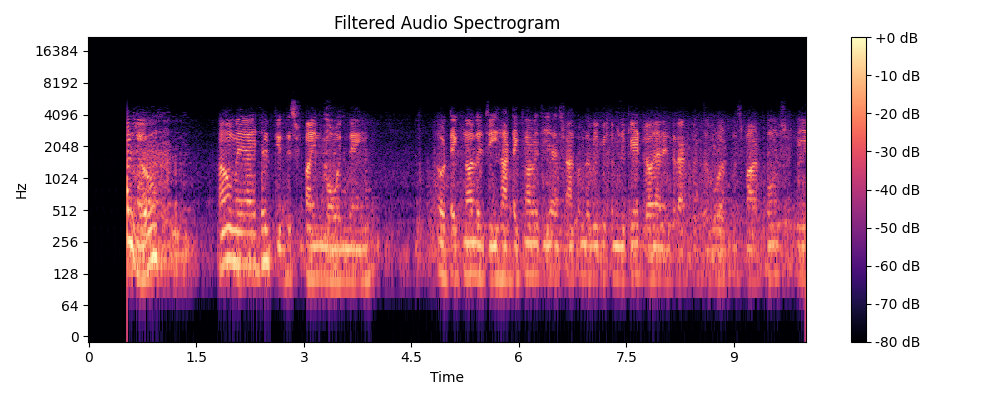 Filtered Audio Spectrogram
Hz
16384
8192
4096
2048
1024
512
256
128
64
0
0 1.5 3 4.5 6 7.5 9
Time
+0 dB
-10 dB
-20 dB
-30 dB
-40 dB
-50 dB
-60 dB
-70 dB
-80 dB